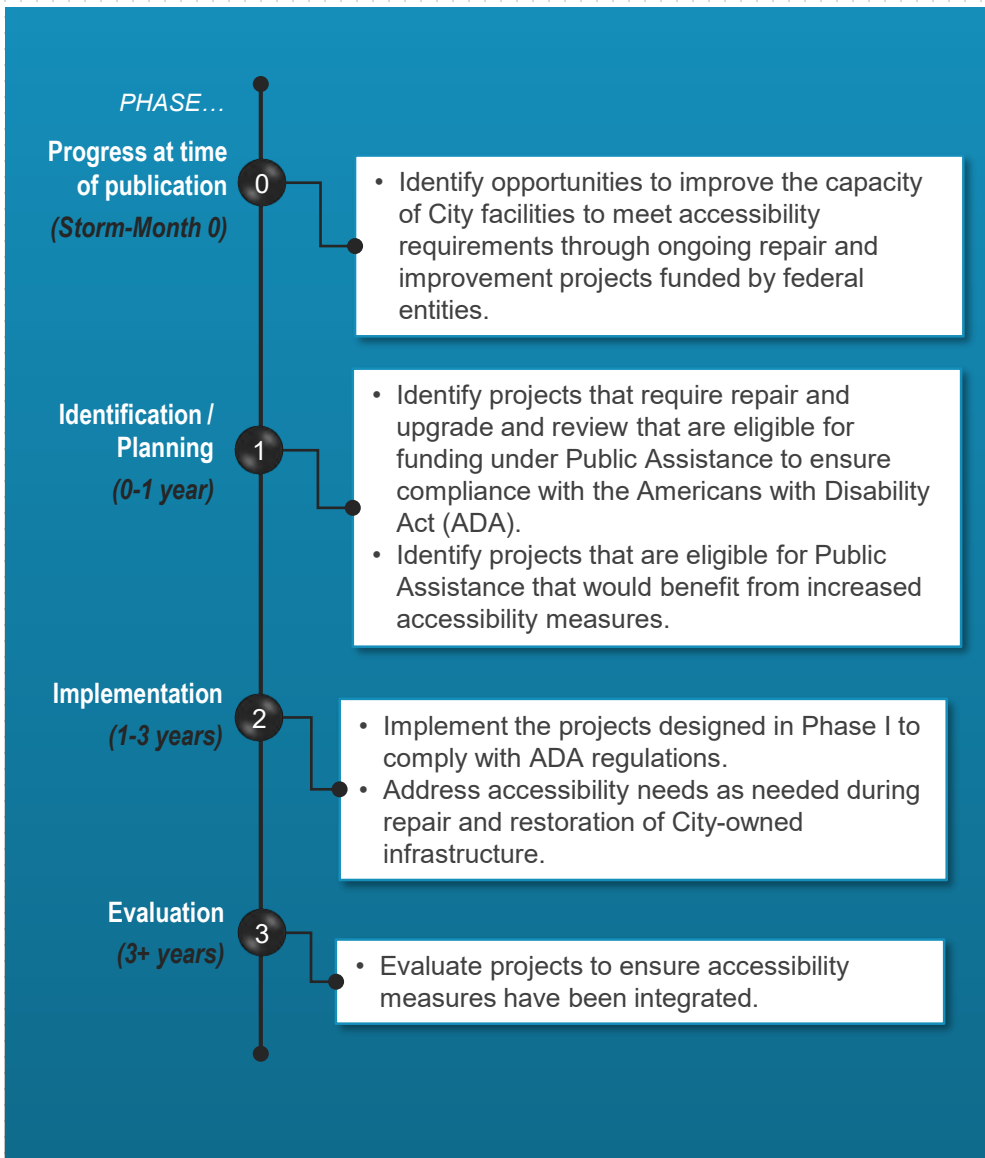 PHASE…
Progress at time
of publication
(Storm-Month 0)
0
• Identify opportunities to improve the capacity
of City facilities to meet accessibility
requirements through ongoing repair and
improvement projects funded by federal
entities.
Identification /
Planning
(0-1 year)
1
• Identify projects that require repair and
upgrade and review that are eligible for
funding under Public Assistance to ensure
compliance with the Americans with Disability
Act (ADA).
• Identify projects that are eligible for Public
Assistance that would benefit from increased
accessibility measures.
Implementation
(1-3 years)
2
• Implement the projects designed in Phase I to
comply with ADA regulations.
• Address accessibility needs as needed during
repair and restoration of City-owned
infrastructure.
Evaluation
(3+ years)
3
• Evaluate projects to ensure accessibility
measures have been integrated.